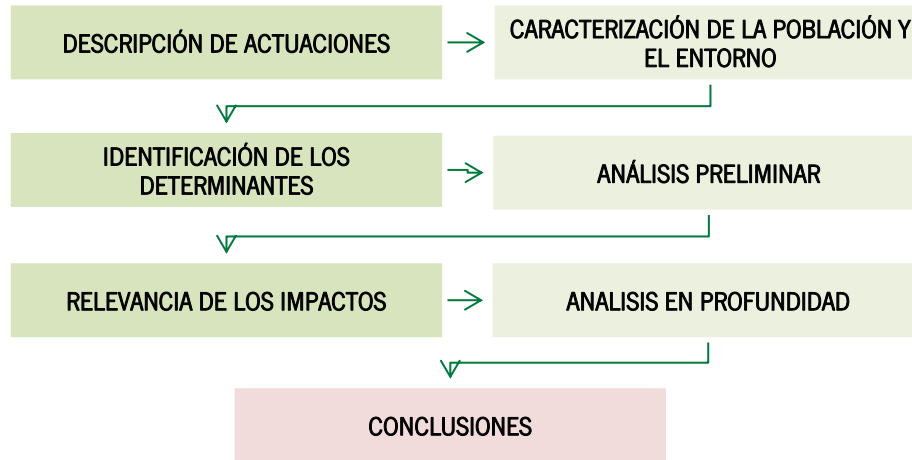 DESCRIPCIÓN DE ACTUACIONES
CARACTERIZACIÓN DE LA POBLACIÓN Y
EL ENTORNO
IDENTIFICACIÓN DE LOS
DETERMINANTES
ANÁLISIS PRELIMINAR
RELEVANCIA DE LOS IMPACTOS
ANALISIS EN PROFUNDIDAD
CONCLUSIONES